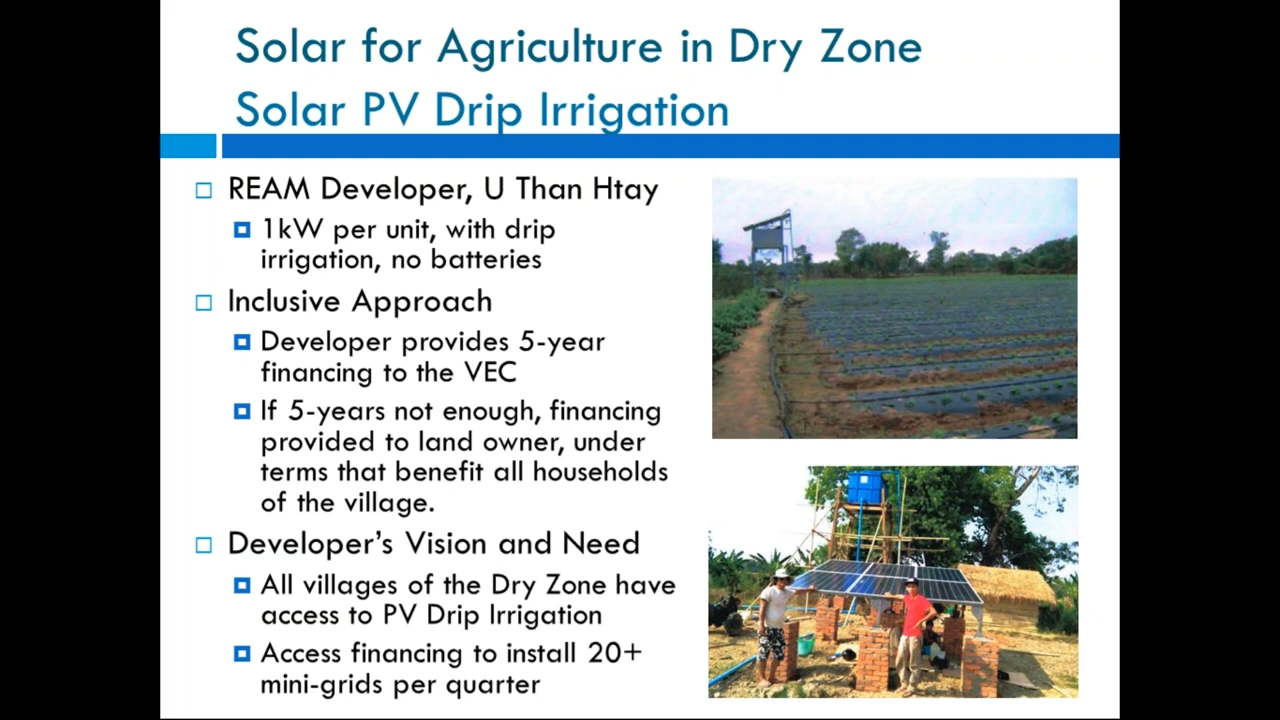 Solar for Agriculture in Dry Zone
Solar PV Drip Irrigation
REAM Developer, U Than Htay
1kW per unit, with drip
irrigation, no batteries
Inclusive Approach
Developer provides 5-year
financing to the VEC
If 5-years not enough, financing
provided to land owner, under
terms that benefit all households
of the village.
Developer’s Vision and Need
All villages of the Dry Zone have
access to PV Drip Irrigation
Access financing to install 20+
mini-grids per quarter